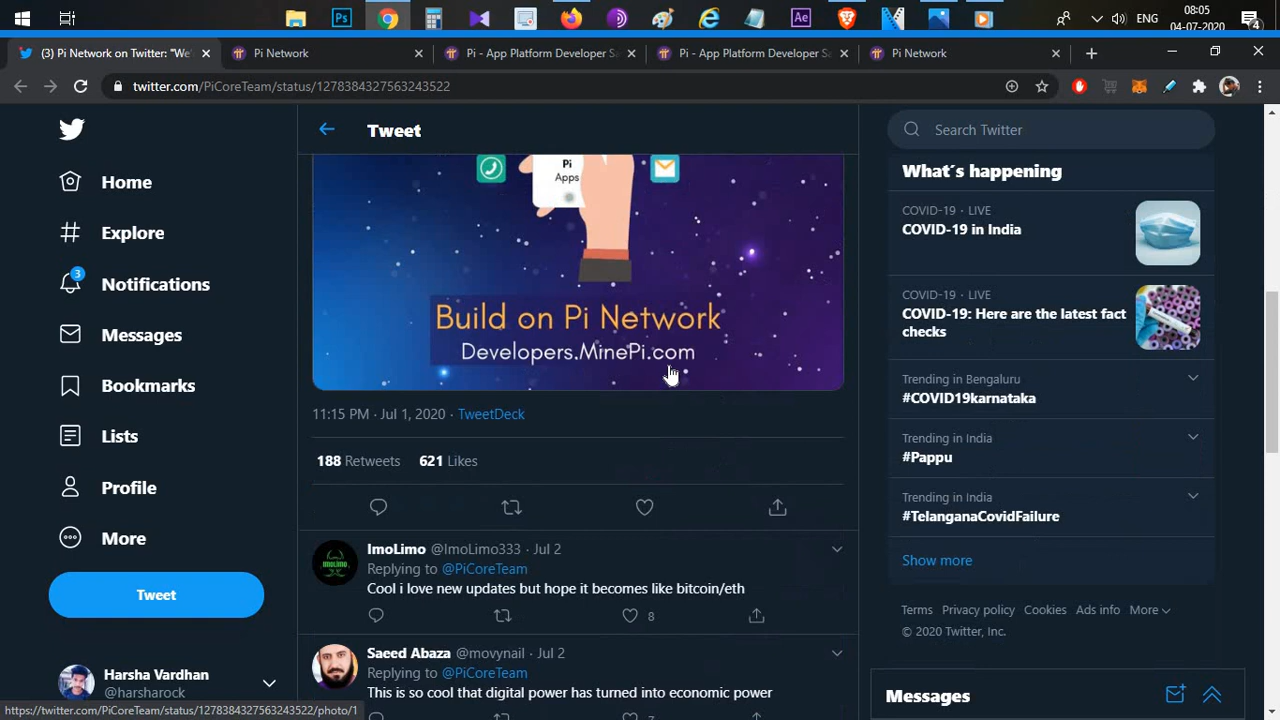 08:05
ENG
04-07-2020
4
(3) Pi Network on Twitter: "We
Pi Network
Pi - App Platform Developer Sa
Pi - App Platform Developer Sa
Pi Network
twitter.com/PiCoreTeam/status/1278384327563243522
Home
Explore
3
Notifications
Messages
Bookmarks
Lists
Profile
More
Tweet
Harsha Vardhan
@harsharock
https://twitter.com/PiCoreTeam/status/1278384327563243522/photo/1
Tweet
Pi
Apps
Build on Pi Network
Developers.MinePi.com
11:15 PM · Jul 1, 2020 · TweetDeck
188 Retweets 621 Likes
ImoLimo @ImoLimo333 · Jul 2
Replying to @PiCoreTeam
Cool i love new updates but hope it becomes like bitcoin/eth
8
Saeed Abaza @movynail · Jul 2
Replying to @PiCoreTeam
This is so cool that digital power has turned into economic power
Search Twitter
What's happening
COVID-19 · LIVE
COVID-19 in India
COVID-19 · LIVE
COVID-19: Here are the latest fact
checks
Trending in Bengaluru
#COVID19karnataka
Trending in India
#Pappu
Trending in India
#TelanganaCovidFailure
Show more
Terms Privacy policy Cookies Ads info More
© 2020 Twitter, Inc.
Messages